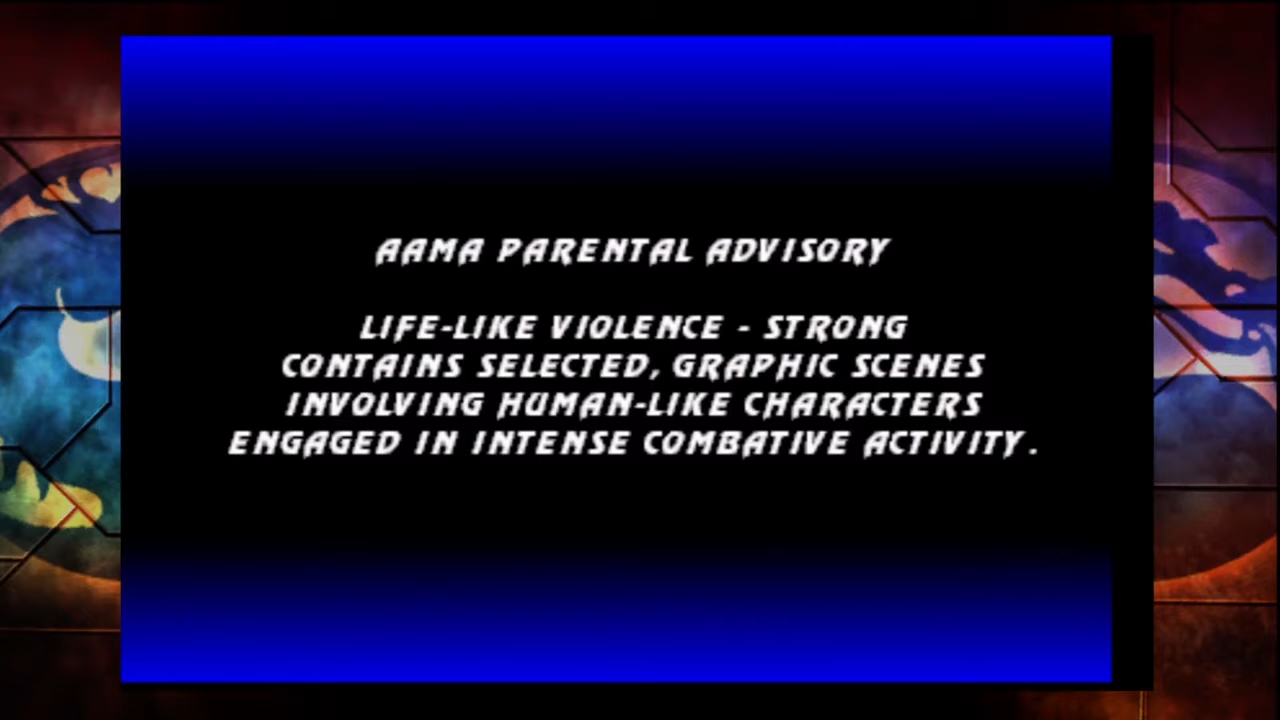 AAMA PARENTAL ADVISORY
LIFE-LIKE VIOLENCE - STRONG
CONTAINS SELECTED, GRAPHIC SCENES
INVOLVING HUMAN-LIKE CHARACTERS
ENGAGED IN INTENSE COMBATIVE ACTIVITY.